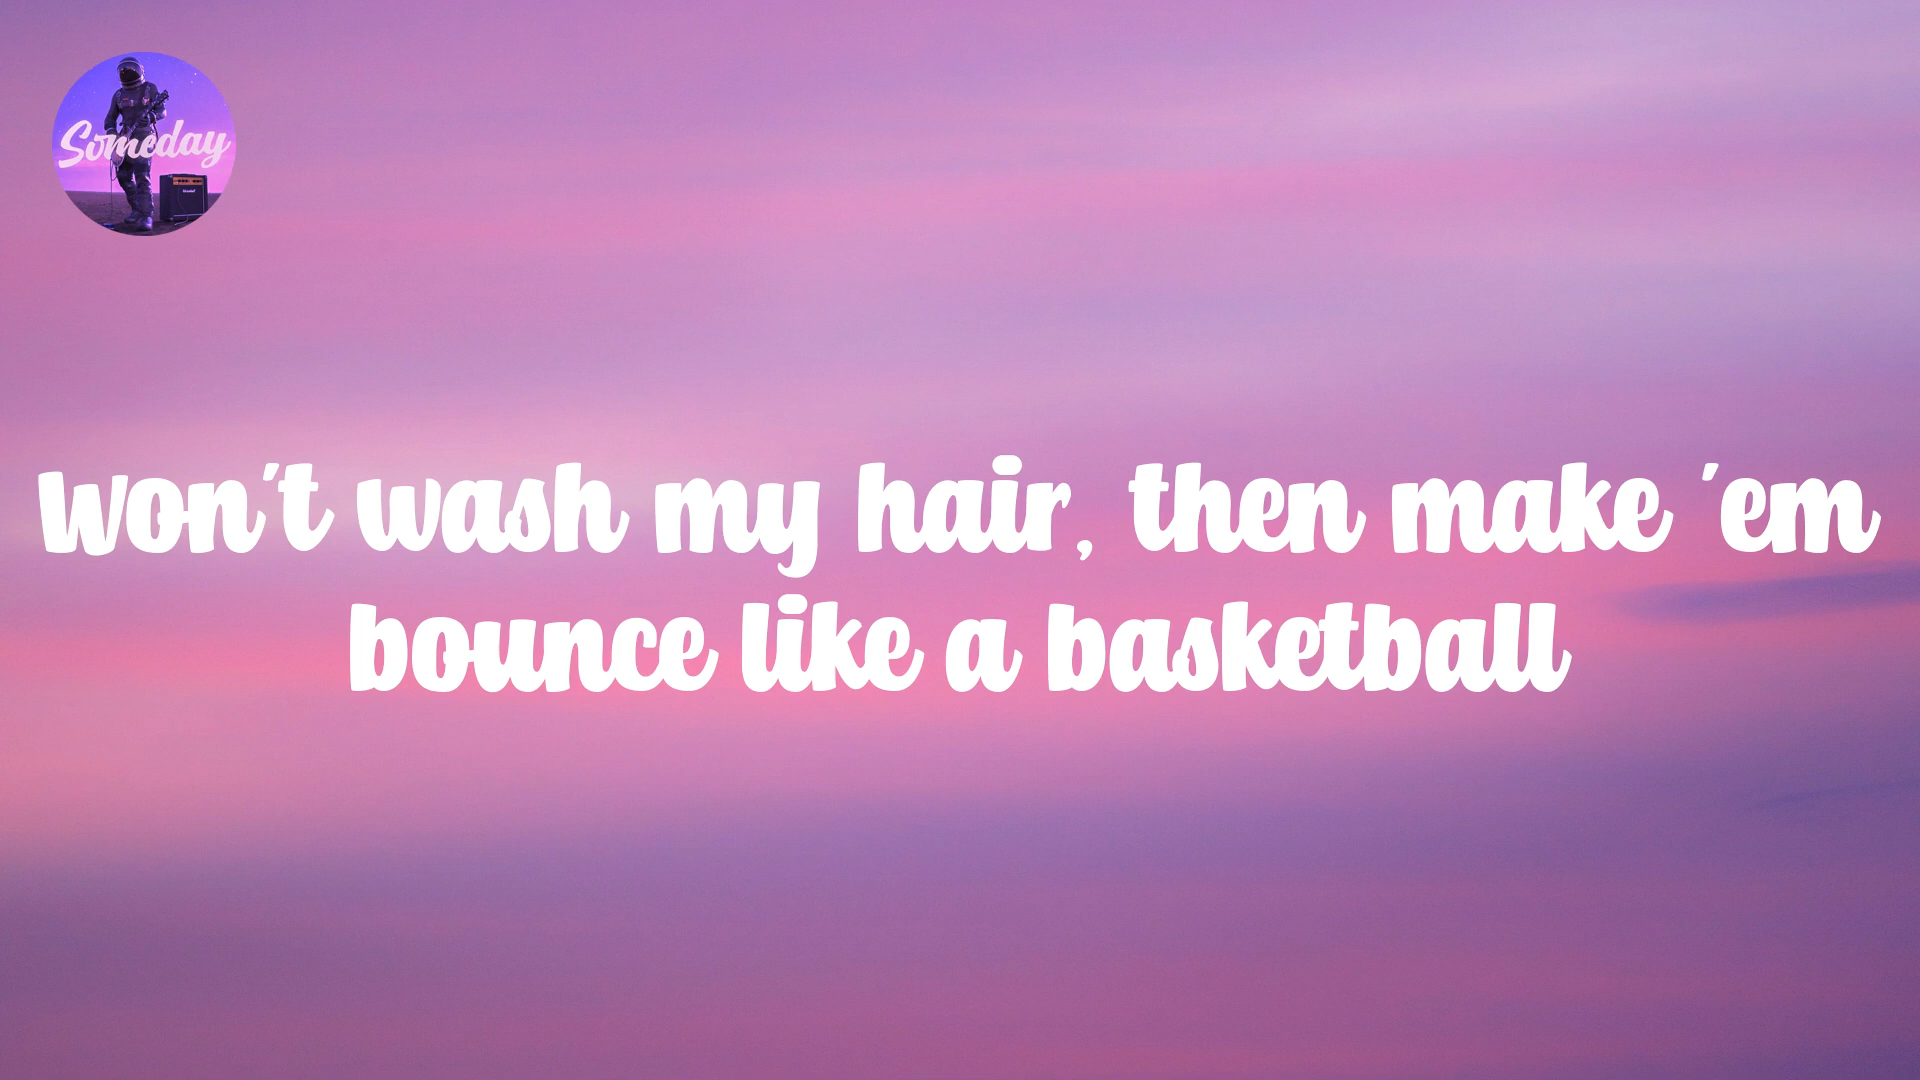 Someday
Won't wash my hair, then make 'em
bounce like a basketball